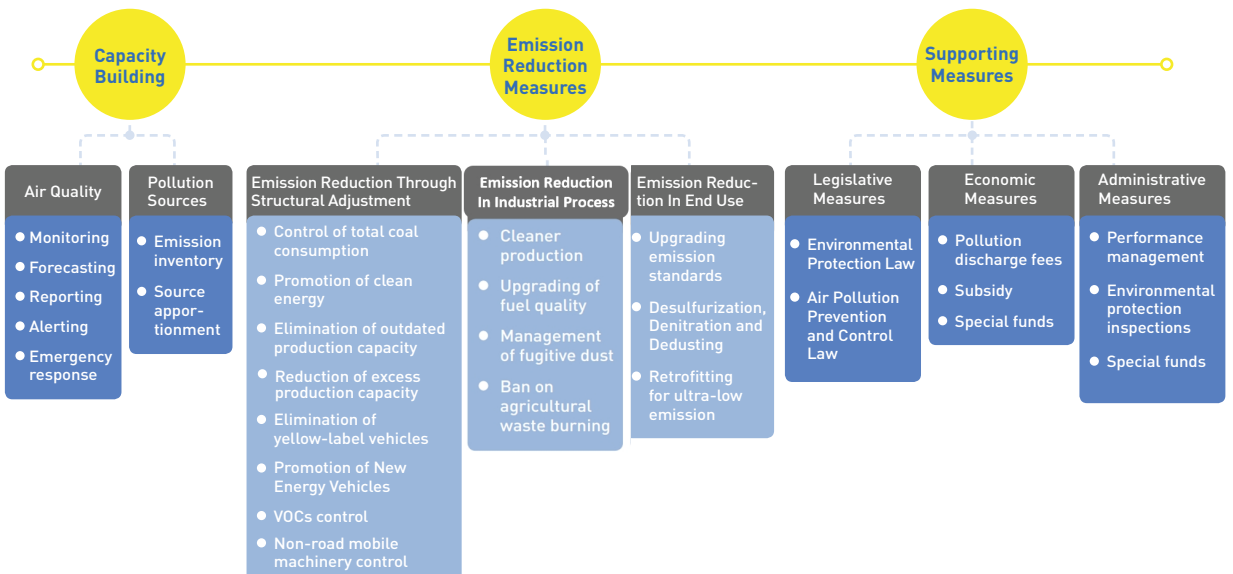 Capacity
Building
Emission
Reduction
Measures
Supporting
Measures
Air Quality
Monitoring
Forecasting
Reporting
Alerting
Emergency
response
Pollution
Sources
Emission
inventory
Source
appor-
tionment
Emission Reduction Through
Structural Adjustment
Control of total coal
consumption
Promotion of clean
energy
Elimination of outdated
production capacity
Reduction of excess
production capacity
Elimination of
yellow-label vehicles
Promotion of New
Energy Vehicles
VOCs control
Non-road mobile
machinery control
Emission Reduction
In Industrial Process
Cleaner
production
Upgrading of
fuel quality
Management
of fugitive dust
Ban on
agricultural
waste burning
Emission Reduc-
tion In End Use
Upgrading
emission
standards
Desulfurization,
Denitration and
Dedusting
Retrofitting
for ultra-low
emission
Legislative
Measures
Environmental
Protection Law
Air Pollution
Prevention
and Control
Law
Economic
Measures
Pollution
discharge fees
Subsidy
Special funds
Administrative
Measures
Performance
management
Environmental
protection
inspections
Special funds